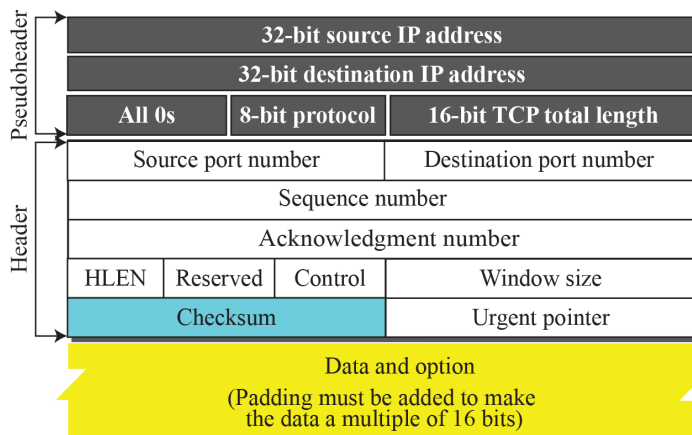 Pseudoheader
32-bit source IP address
32-bit destination IP address
All 0s 8-bit protocol 16-bit TCP total length
Header
Source port number Destination port number
Sequence number
Acknowledgment number
HLEN Reserved Control Window size
Checksum Urgent pointer
Data and option
(Padding must be added to make
the data a multiple of 16 bits)